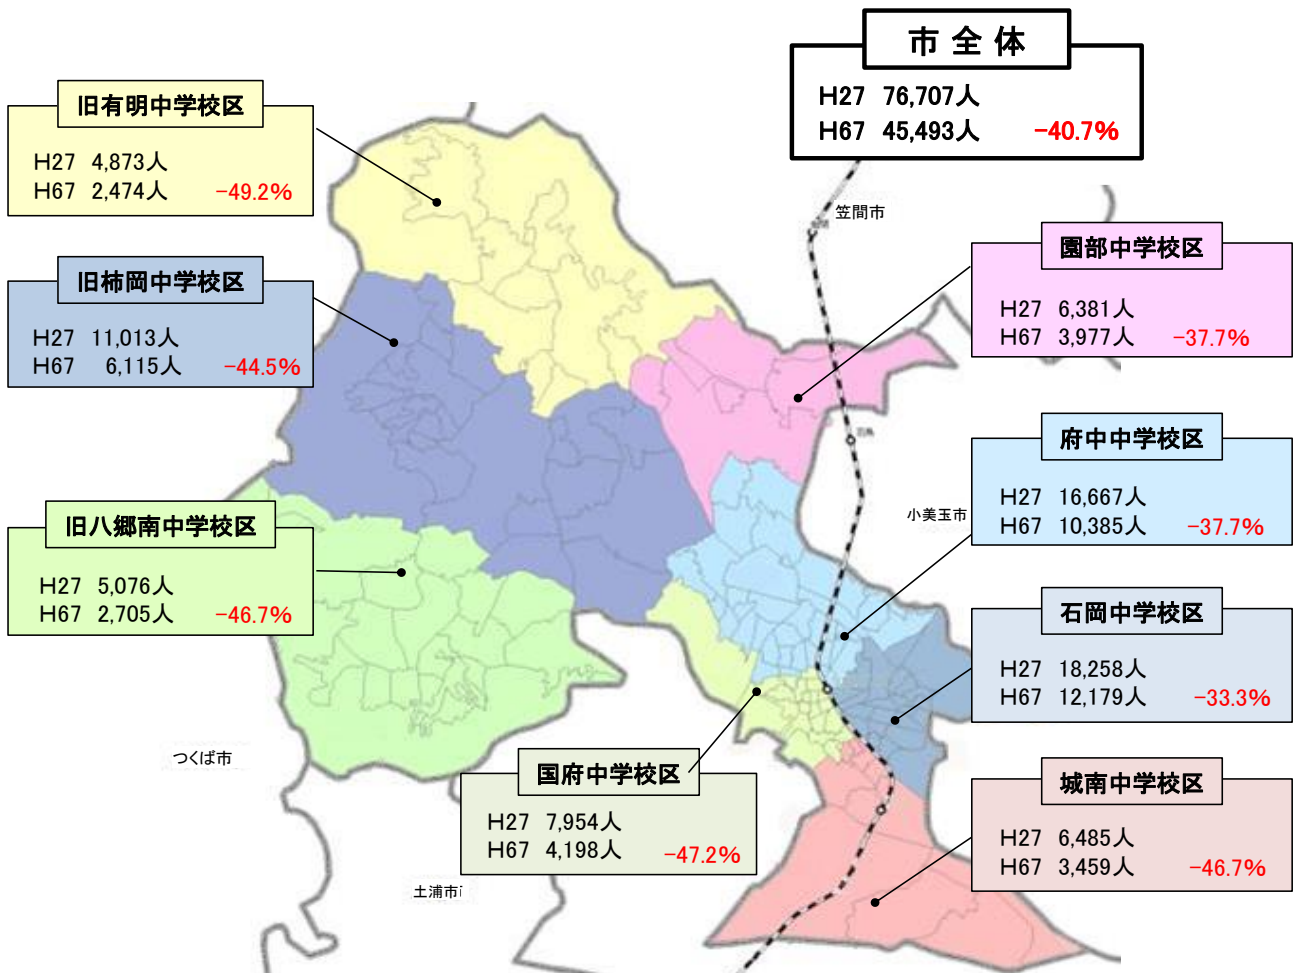 市全体
H27 76,707人
H67 45,493人 −40.7%
旧有明中学校区
H27 4,873人
H67 2,474人 −49.2%
笠間市
園部中学校区
H27 6,381人
H67 3,977人 −37.7%
旧柿岡中学校区
H27 11,013人
H67 6,115人 −44.5%
府中中学校区
H27 16,667人
H67 10,385人 −37.7%
小美玉市
旧八郷南中学校区
H27 5,076人
H67 2,705人 −46.7%
石岡中学校区
H27 18,258人
H67 12,179人 −33.3%
つくば市
国府中学校区
H27 7,954人
H67 4,198人 −47.2%
城南中学校区
H27 6,485人
H67 3,459人 −46.7%
土浦市